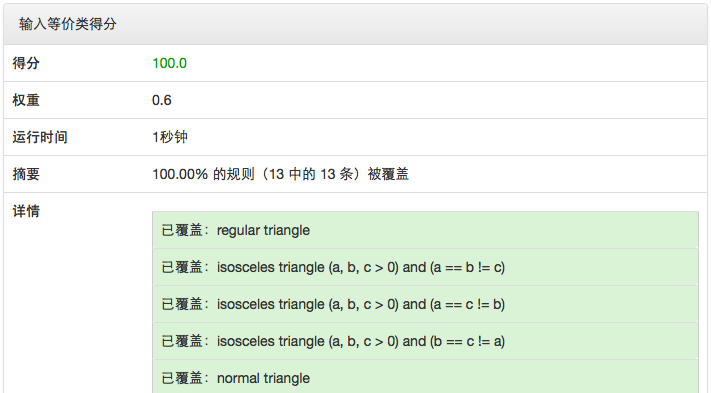 输入等价类得分
得分 100.0
权重 0.6
运行时间 1秒钟
摘要 100.00% 的规则（13 中的 13 条）被覆盖
详情
已覆盖：regular triangle
已覆盖：isosceles triangle (a, b, c > 0) and (a == b != c)
已覆盖：isosceles triangle (a, b, c > 0) and (a == c != b)
已覆盖：isosceles triangle (a, b, c > 0) and (b == c != a)
已覆盖：normal triangle